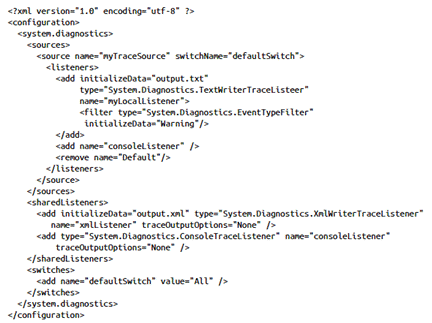 <?xml version="1.0" encoding="utf-8" ?>
<configuration>
<system.diagnostics>
<sources>
<source name="myTraceSource" switchName="defaultSwitch">
<listeners>
<add initializeData="output.txt"
type="System.Diagnostics.TextWriterTraceListeer"
name="myLocalListener">
<filter type="System.Diagnostics.EventTypeFilter"
initializeData="Warning"/>
</add>
<add name="consoleListener" />
<remove name="Default"/>
</listeners>
</source>
</sources>
<sharedListeners>
<add initializeData="output.xml" type="System.Diagnostics.XmlWriterTraceListener"
name="xmlListener" traceOutputOptions="None" />
<add type="System.Diagnostics.ConsoleTraceListener" name="consoleListener"
traceOutputOptions="None" />
</sharedListeners>
<switches>
<add name="defaultSwitch" value="All" />
</switches>
</system.diagnostics>
</configuration>